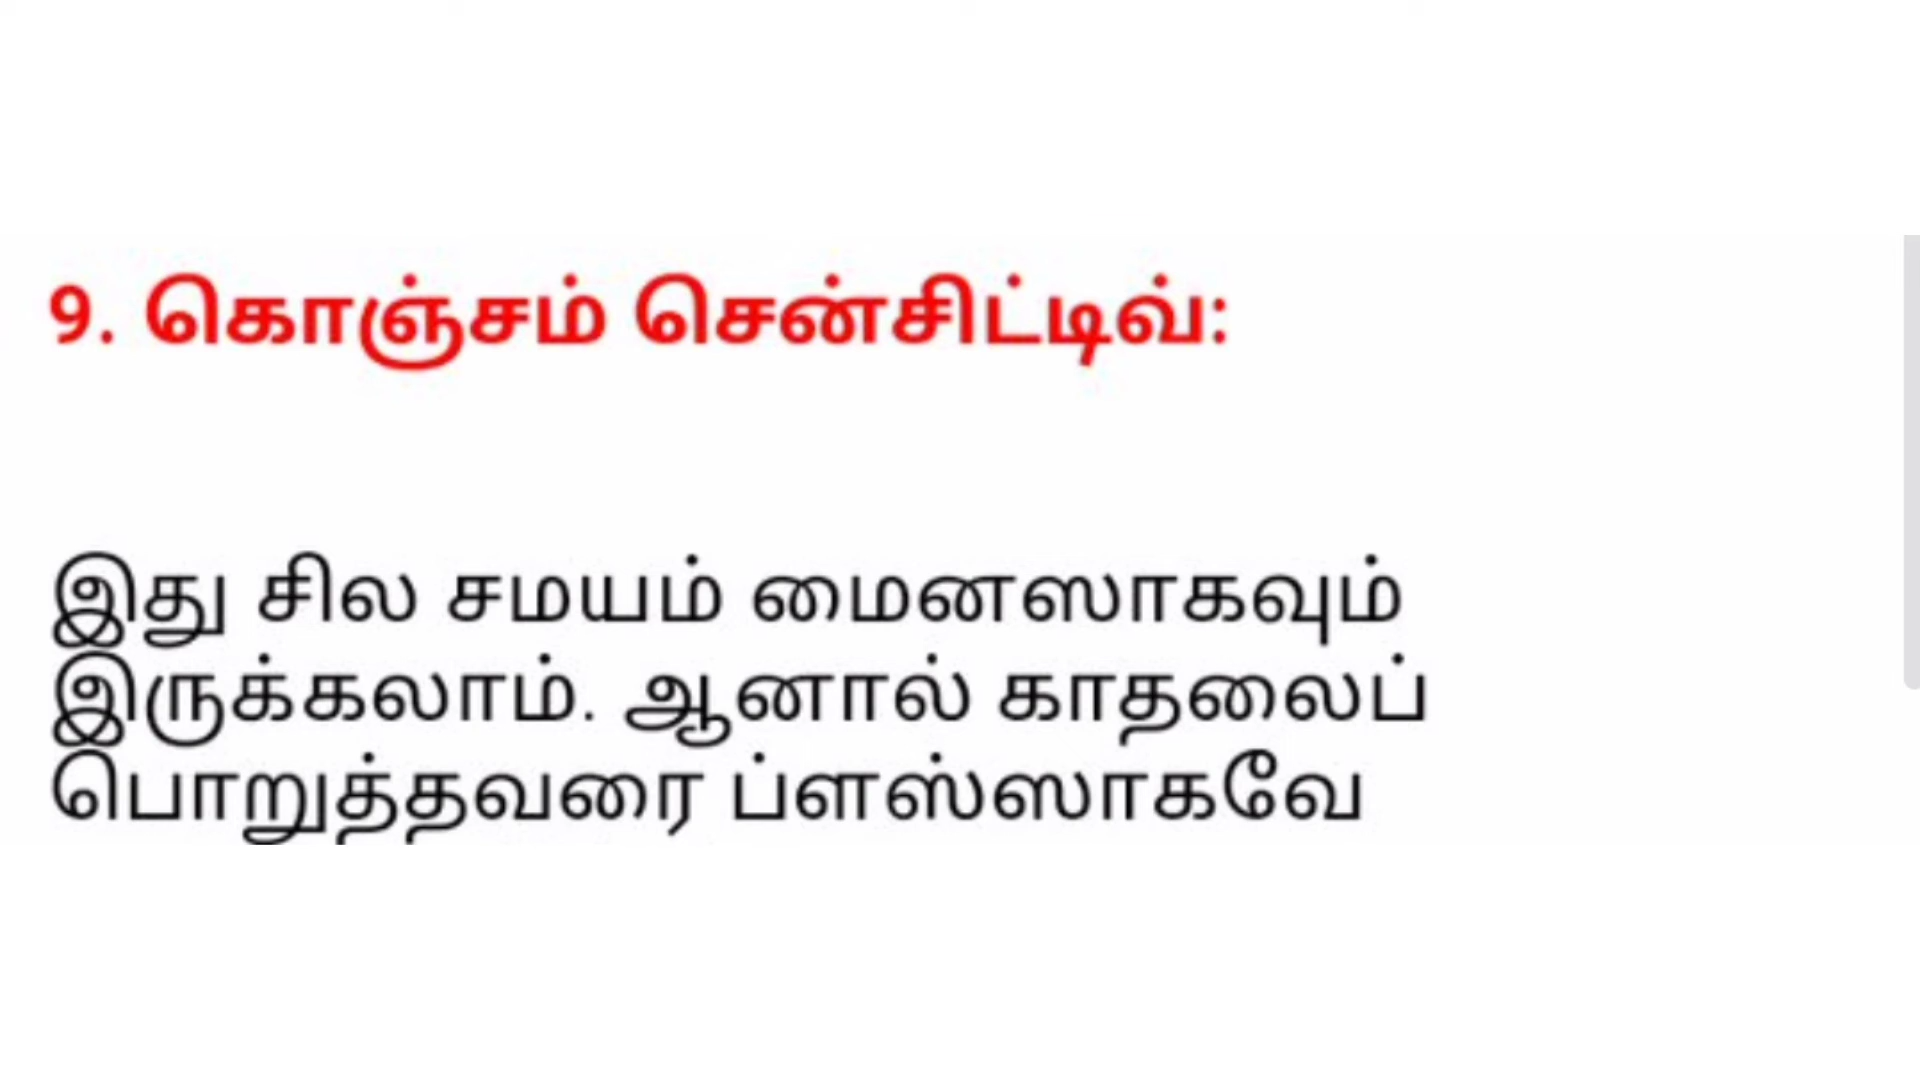 9. கொஞ்சம் சென்சிட்டிவ்:
இது சில சமயம் மைனஸாகவும்
இருக்கலாம். ஆனால் காதலைப்
பொறுத்தவரை ப்ளஸ்ஸாகவே